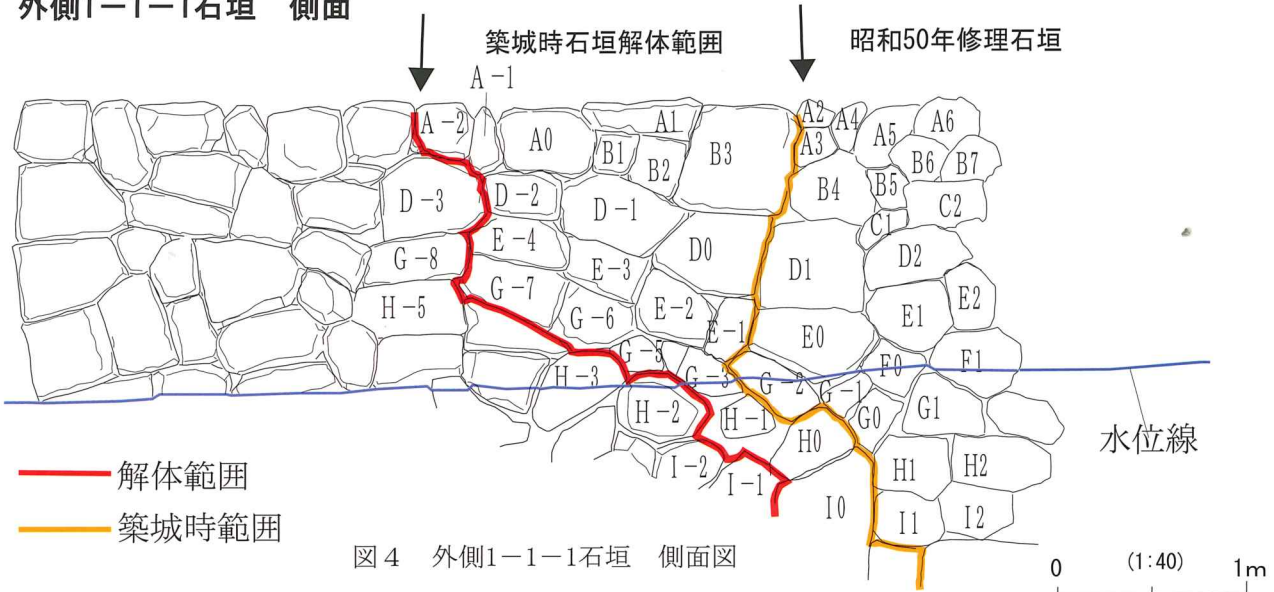 外側1－1－1石垣　側面
築城時石垣解体範囲
昭和50年修理石垣
A-1
A-2
A0
A1
A2
A3
A4
A5
A6
B1
B2
B3
B4
B5
B6
B7
C1
C2
D-3
D-2
D-1
D0
D1
D2
E-4
E-3
E-2
E-1
E0
E1
E2
G-8
G-7
G-6
G-5
G-3
G-2
G-1
G0
G1
F0
F1
H-5
H-3
H-2
H-1
H0
H1
H2
I-2
I-1
I0
I1
I2
水位線
解体範囲
築城時範囲
図4　外側1－1－1石垣　側面図
0　(1:40)　1m